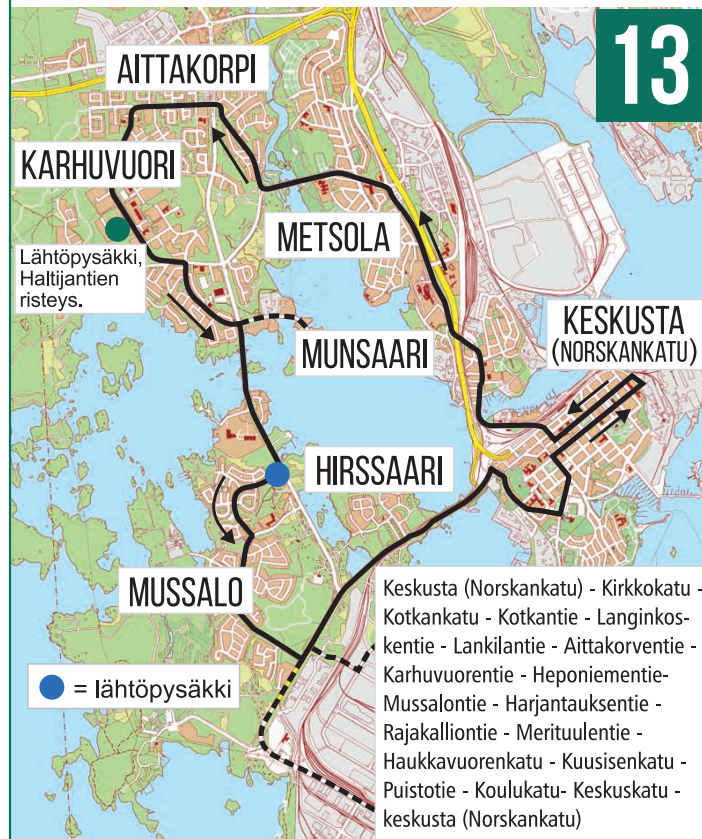 13
AITTAKORPI
KARHUVUORI
Lähtöpysäkki,
Haltijantien
risteys.
METSOLA
KESKUSTA
(NORSKANKATU)
MUNSAARI
HIRSSAARI
MUSSALO
= lähtöpysäkki
Keskusta (Norskankatu) - Kirkkokatu -
Kotkankatu - Kotkantie - Langinkos-
kentie - Lankilantie - Aittakorventie -
Karhuvuorentie - Heponiementie-
Mussalontie - Harjantauksentie -
Rajakalliontie - Merituulentie -
Haukkavuorenkatu - Kuusisenkatu -
Puistotie - Koulukatu- Keskuskatu -
keskusta (Norskankatu)